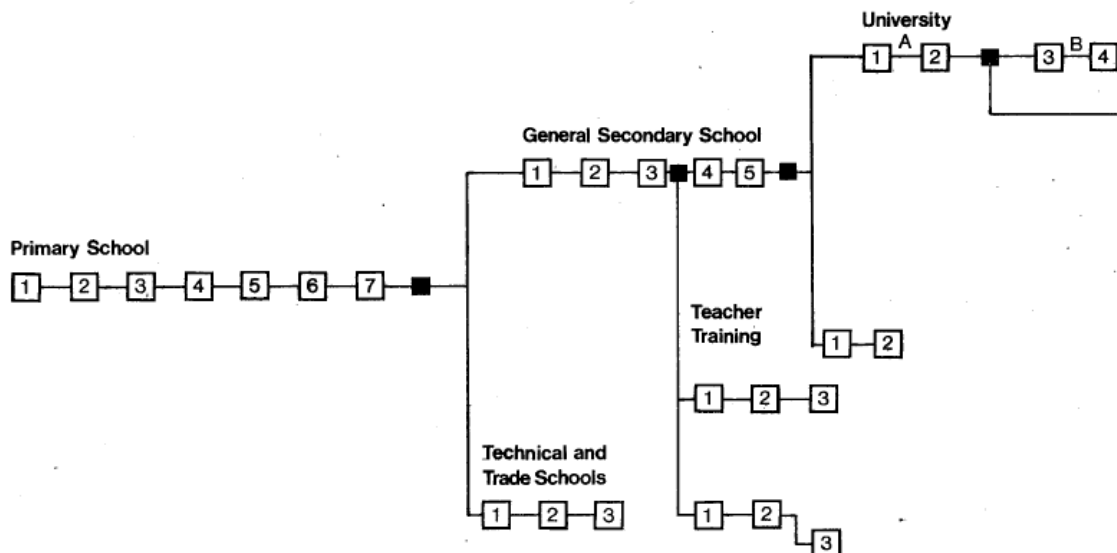 University
1 A 2 3 B 4
General Secondary School
1 2 3 4 5
Primary School
1 2 3 4 5 6 7
Teacher
Training
1 2
1 2 3
Technical and
Trade Schools
1 2 3
1 2
3